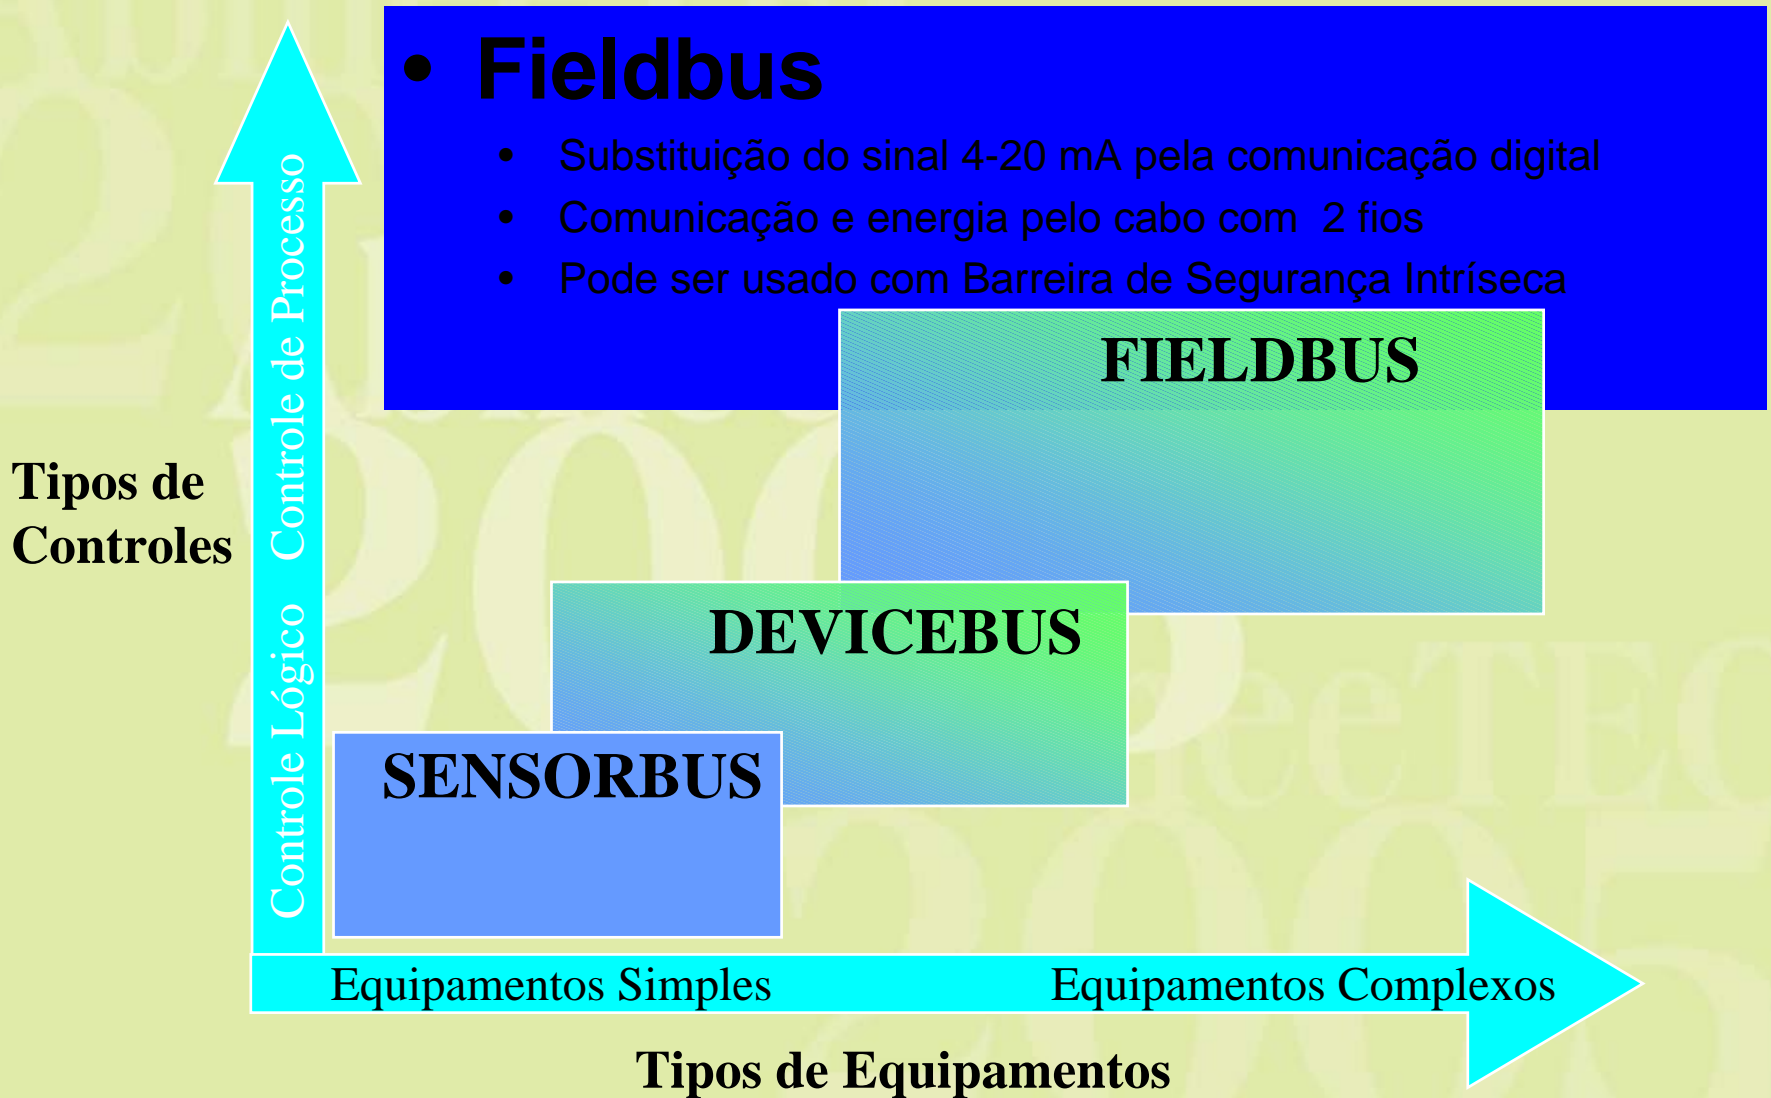 • Fieldbus
• Substituição do sinal 4-20 mA pela comunicação digital
• Comunicação e energia pelo cabo com 2 fios
• Pode ser usado com Barreira de Segurança Intríseca
FIELDBUS
Controle de Processo
Tipos de
Controles
DEVICEBUS
Controle Lógico
SENSORBUS
Equipamentos Simples
Equipamentos Complexos
Tipos de Equipamentos